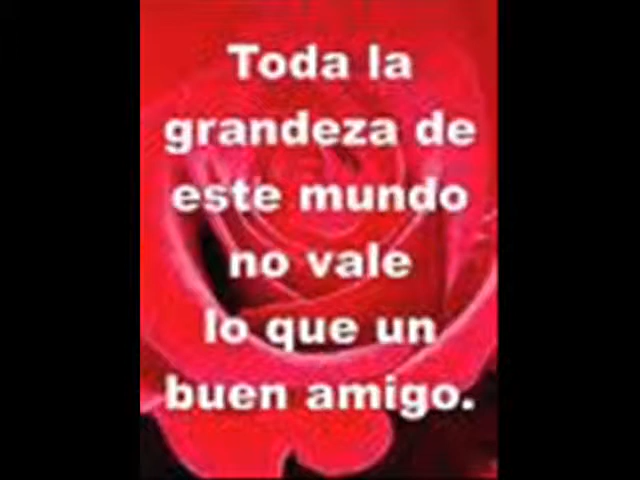 Toda la
grandeza de
este mundo
no vale
lo que un
buen amigo.